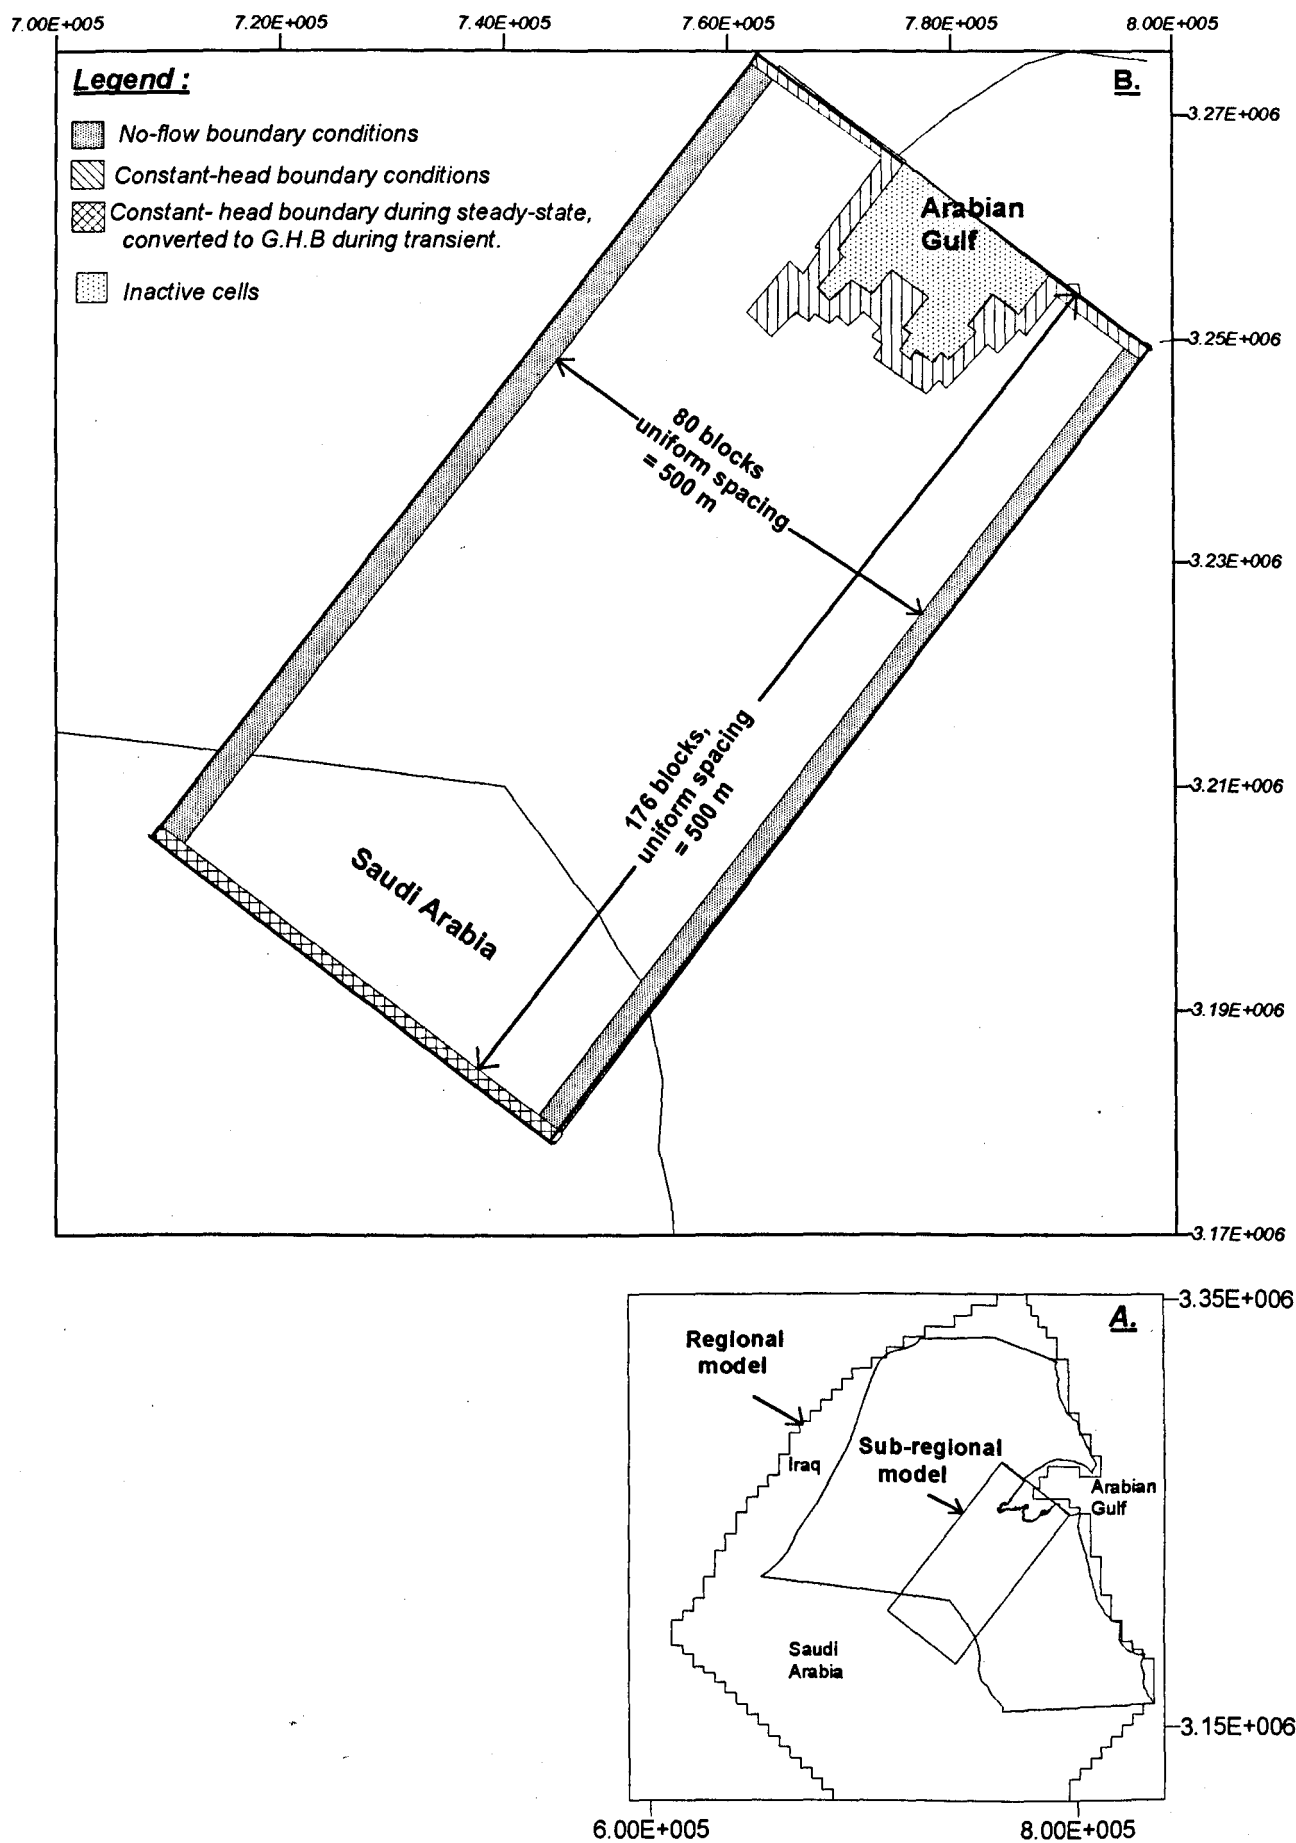 7.00E+005
7.20E+005
7.40E+005
7.60E+005
7.80E+005
8.00E+005
Legend :
No-flow boundary conditions
Constant-head boundary conditions
Constant- head boundary during steady-state,
converted to G.H.B during transient.
Inactive cells
B.
3.27E+006
Arabian
Gulf
3.25E+006
80 blocks
uniform spacing
= 500 m
3.23E+006
176 blocks,
uniform spacing
= 500 m
3.21E+006
Saudi Arabia
3.19E+006
3.17E+006
A.
3.35E+006
Regional
model
Sub-regional
model
Iraq
Arabian
Gulf
Saudi
Arabia
3.15E+006
6.00E+005
8.00E+005